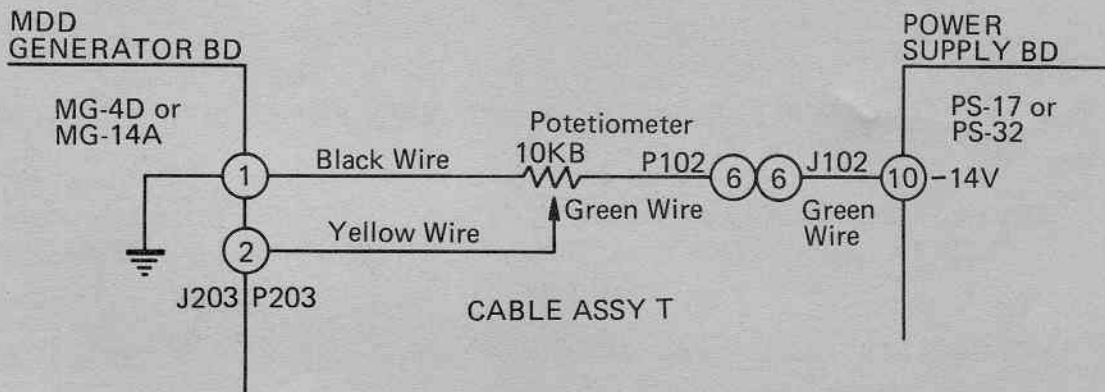 MDD
GENERATOR BD
POWER
SUPPLY BD
MG-4D or
MG-14A
PS-17 or
PS-32
Potetiometer
10KB
Black Wire
P102
6
6
J102
10
-14V
1
Green Wire
Green
Wire
Yellow Wire
2
J203
P203
CABLE ASSY T